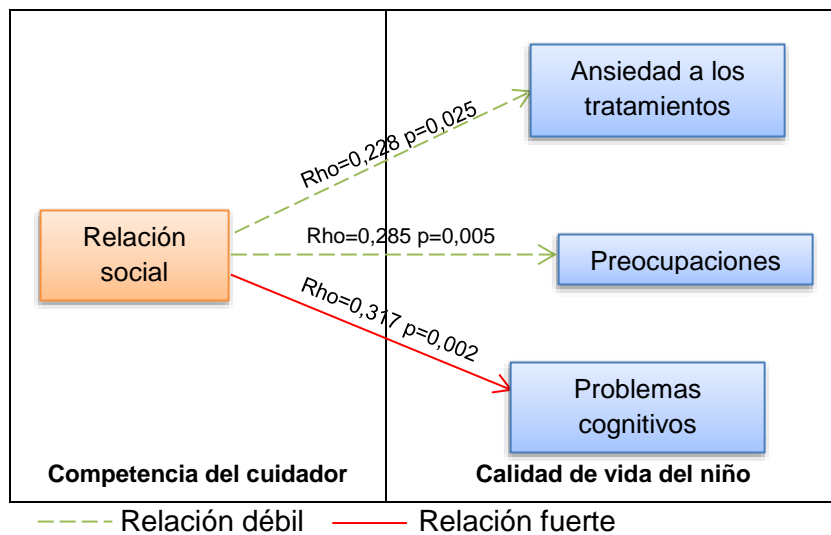 Ansiedad a los
tratamientos
Rho=0,228 p=0,025
Relación
social
Rho=0,285 p=0,005
Preocupaciones
Rho=0,317 p=0,002
Problemas
cognitivos
Competencia del cuidador
Calidad de vida del niño
Relación débil
Relación fuerte